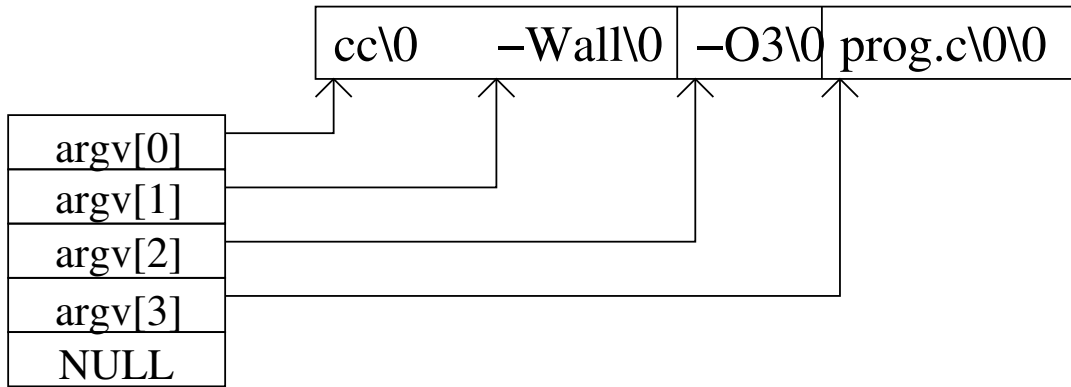 cc\0 –Wall\0 –O3\0 prog.c\0\0
argv[0]
argv[1]
argv[2]
argv[3]
NULL